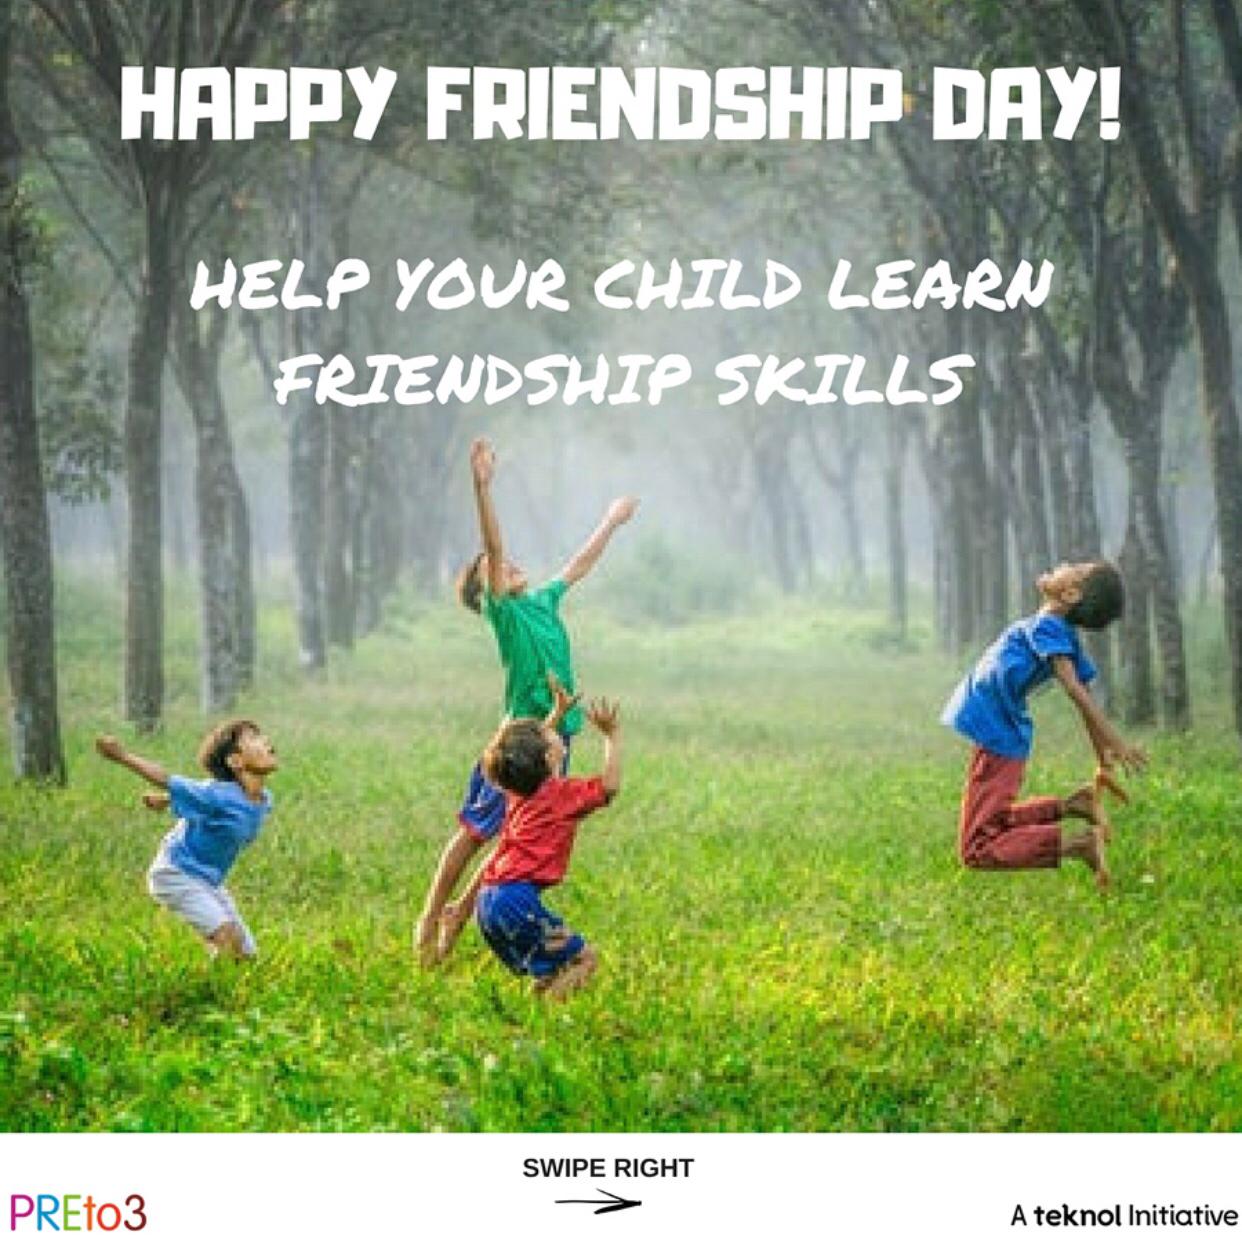 HAPPY FRIENDSHIP DAY!
HELP YOUR CHILD LEARN
FRIENDSHIP SKILLS
SWIPE RIGHT
PREto3
A teknol Initiative